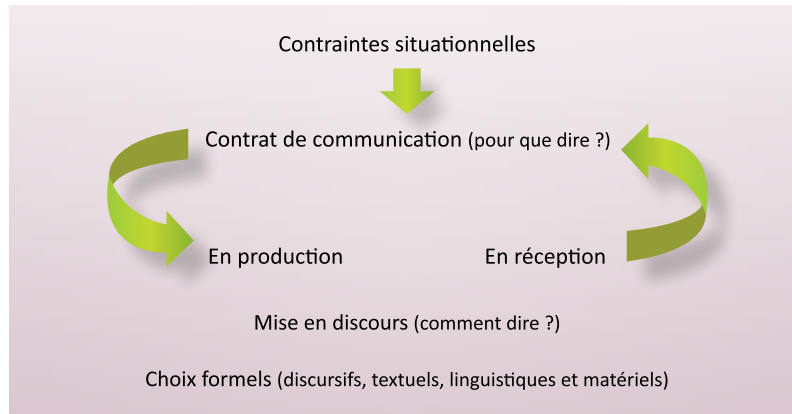 Contraintes situationnelles
Contrat de communication (pour que dire ?)
En production
En réception
Mise en discours (comment dire ?)
Choix formels (discursifs, textuels, linguistiques et matériels)